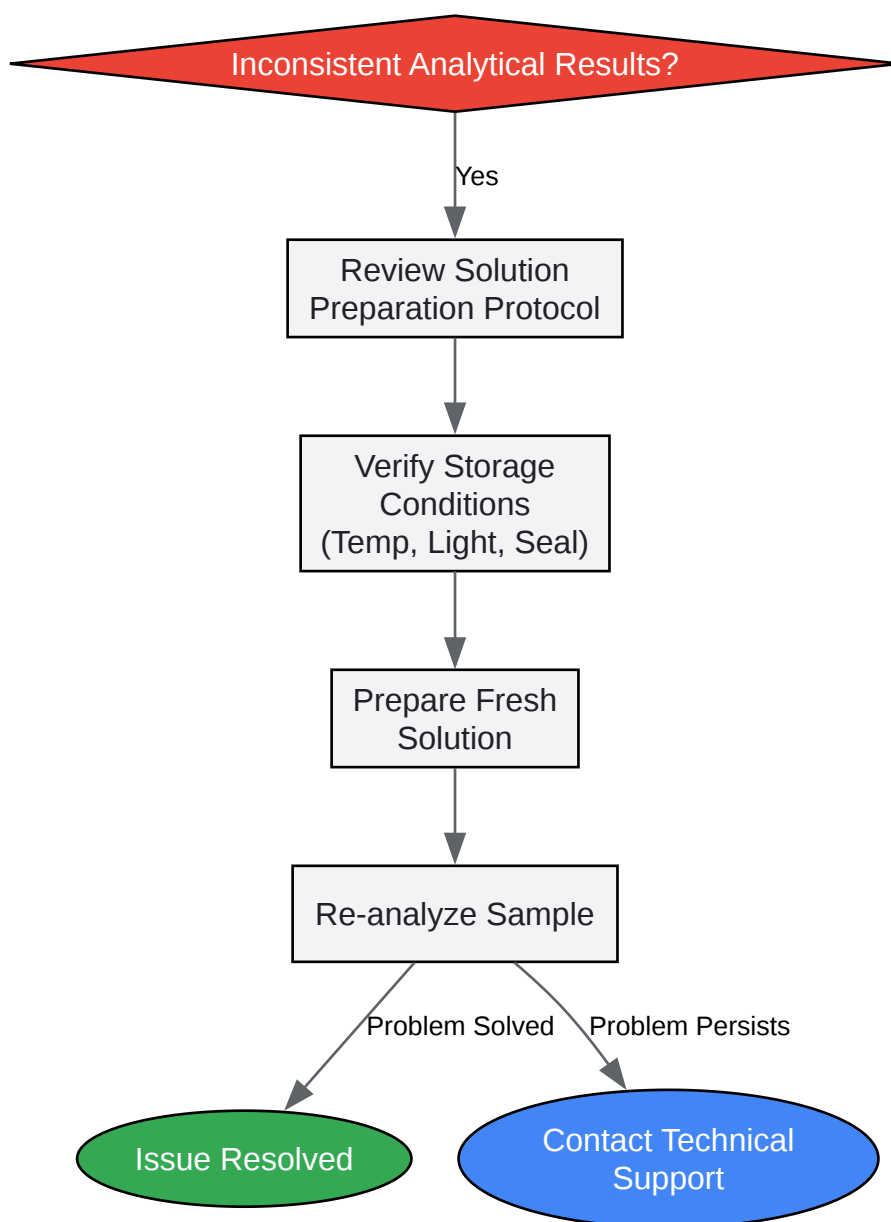 Inconsistent Analytical Results?
Yes
Review Solution
Preparation Protocol
Verify Storage
Conditions
(Temp, Light, Seal)
Prepare Fresh
Solution
Re-analyze Sample
Problem Solved
Problem Persists
Issue Resolved
Contact Technical
Support